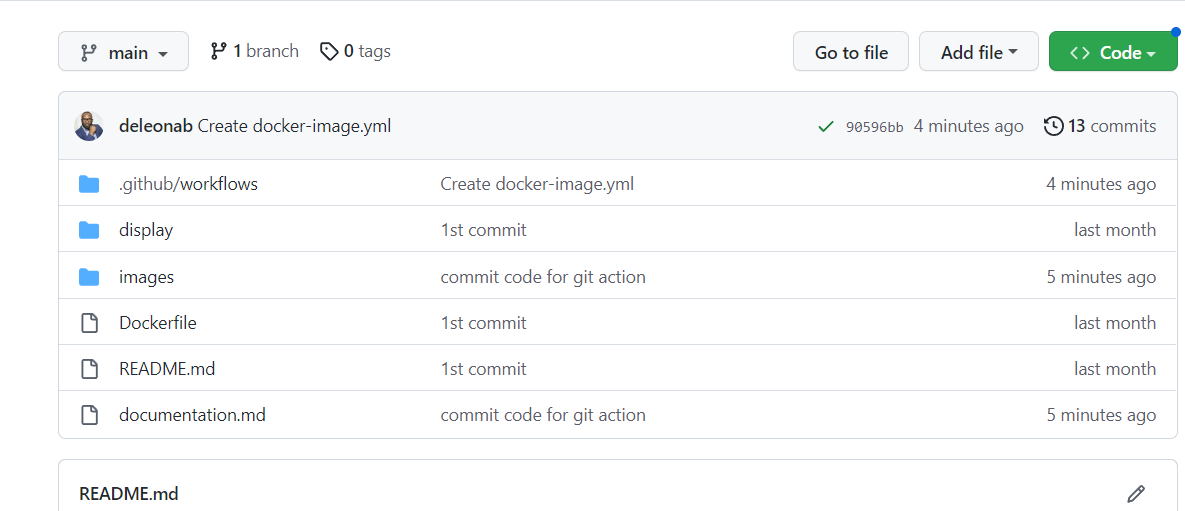 main 1 branch 0 tags Go to file Add file Code
deleonab Create docker-image.yml 90596bb 4 minutes ago 13 commits
.github/workflows Create docker-image.yml 4 minutes ago
display 1st commit last month
images commit code for git action 5 minutes ago
Dockerfile 1st commit last month
README.md 1st commit last month
documentation.md commit code for git action 5 minutes ago
README.md